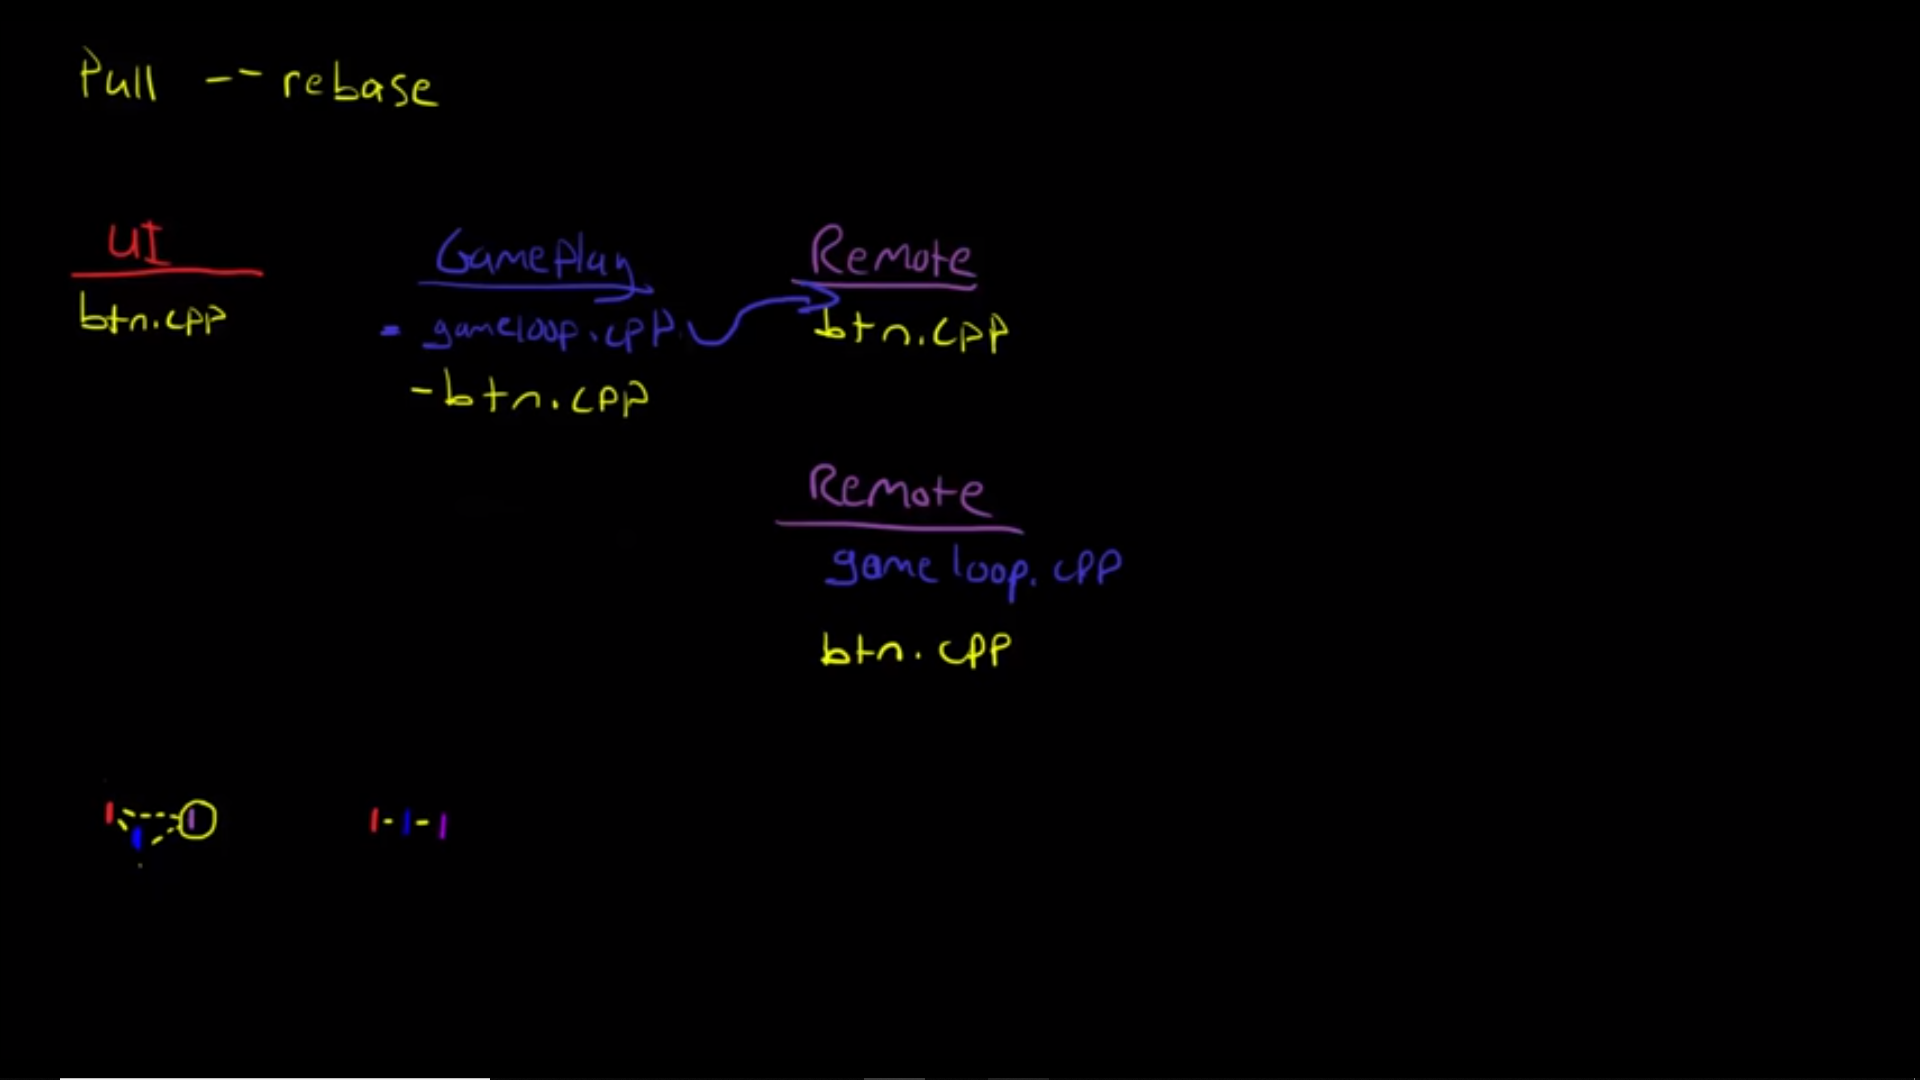 Pull -- rebase
UI
btn.cpp
GamePlay
- gameloop.cpp
- btn.cpp
Remote
btn.cpp
Remote
gameloop.cpp
btn.cpp